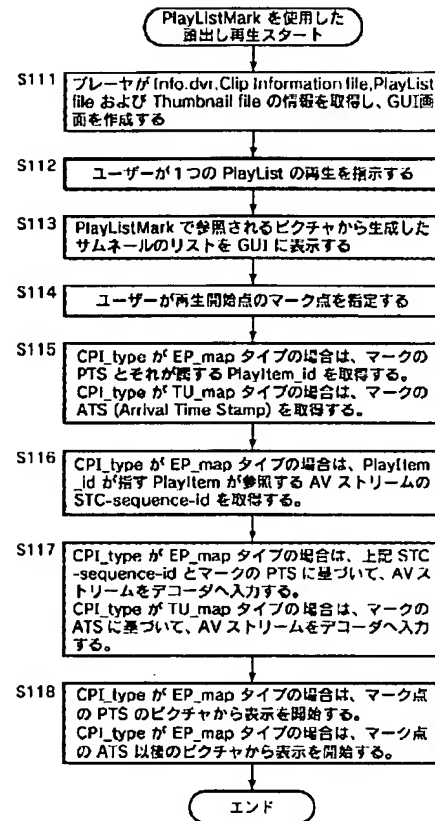 PlayListMark を使用した
頭出し再生スタート
S111
プレーヤが Info.dvr,Clip Information file,PlayList
file および Thumbnail file の情報を取得し、GUI画
面を作成する
S112
ユーザーが1つの PlayList の再生を指示する
S113
PlayListMark で参照されるピクチャから生成した
サムネールのリストを GUI に表示する
S114
ユーザーが再生開始点のマーク点を指定する
S115
CPI_type が EP_map タイプの場合は、マークの
PTS とそれが属する PlayItem_id を取得する。
CPI_type が TU_map タイプの場合は、マークの
ATS (Arrival Time Stamp) を取得する。
S116
CPI_type が EP_map タイプの場合は、PlayItem
_id が指す PlayItem が参照する AV ストリームの
STC-sequence-id を取得する。
S117
CPI_type が EP_map タイプの場合は、上記 STC
-sequence-id とマークの PTS に基づいて、AVス
トリームをデコーダへ入力する。
CPI_type が TU_map タイプの場合は、マークの
ATS に基づいて、AV ストリームをデコーダへ入力
する。
S118
CPI_type が EP_map タイプの場合は、マーク点
の PTS のピクチャから表示を開始する。
CPI_type が EP_map タイプの場合は、マーク点
の ATS 以後のピクチャから表示を開始する。
エンド